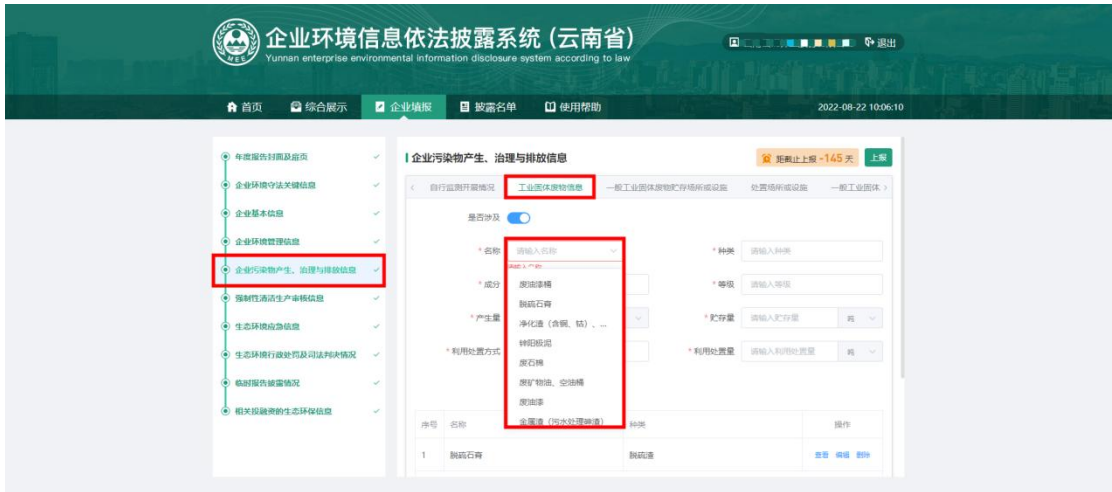 企业环境信息依法披露系统 (云南省)
Yunnan enterprise environmental information disclosure system according to law
MEE
退出
首页 综合展示 企业填报 披露名单 使用帮助 2022-08-22 10:06:10
年度报告封面及扉页
企业环境守法关键信息
企业基本信息
企业环境管理信息
企业污染物产生、治理与排放信息
强制性清洁生产审核信息
生态环境应急信息
生态环境行政处罚及司法判决情况
临时报告披露情况
相关投融资的生态环保信息
企业污染物产生、治理与排放信息 距截止上报 -145 天 上报
自行监测开展情况 工业固体废物信息 一般工业固体废物贮存场所或设施 处置场所或设施 一般工业固体
是否涉及
* 名称 请输入名称 * 种类 请输入种类
请输入名称
* 成分 * 等级 请输入等级
* 产生量 * 贮存量 请输入贮存量 吨
* 利用处置方式 * 利用处置量 请输入利用处置量 吨
废油漆桶
脱硫石膏
净化渣（含铜、钴）、...
锌阳极泥
废石棉
废矿物油、空油桶
废油漆
金属渣（污水处理砷渣）
序号 名称 种类 操作
1 脱硫石膏 脱硫渣 查看 编辑 删除